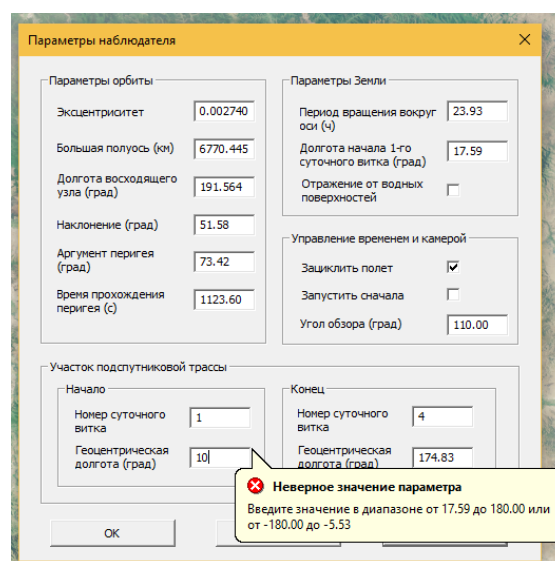 Параметры наблюдателя
Параметры орбиты
Эксцентриситет 0.002740
Большая полуось (км) 6770.445
Долгота восходящего
узла (град) 191.564
Наклонение (град) 51.58
Аргумент перигея
(град) 73.42
Время прохождения
перигея (с) 1123.60
Параметры Земли
Период вращения вокруг
оси (ч) 23.93
Долгота начала 1-го
суточного витка (град) 17.59
Отражение от водных
поверхностей
Управление временем и камерой
Зациклить полет
Запустить сначала
Угол обзора (град) 110.00
Участок подспутниковой трассы
Начало
Номер суточного
витка 1
Геоцентрическая
долгота (град) 10
Конец
Номер суточного
витка 4
Геоцентрическая
долгота (град) 174.83
Неверное значение параметра
Введите значение в диапазоне от 17.59 до 180.00 или
от -180.00 до -5.53
OK